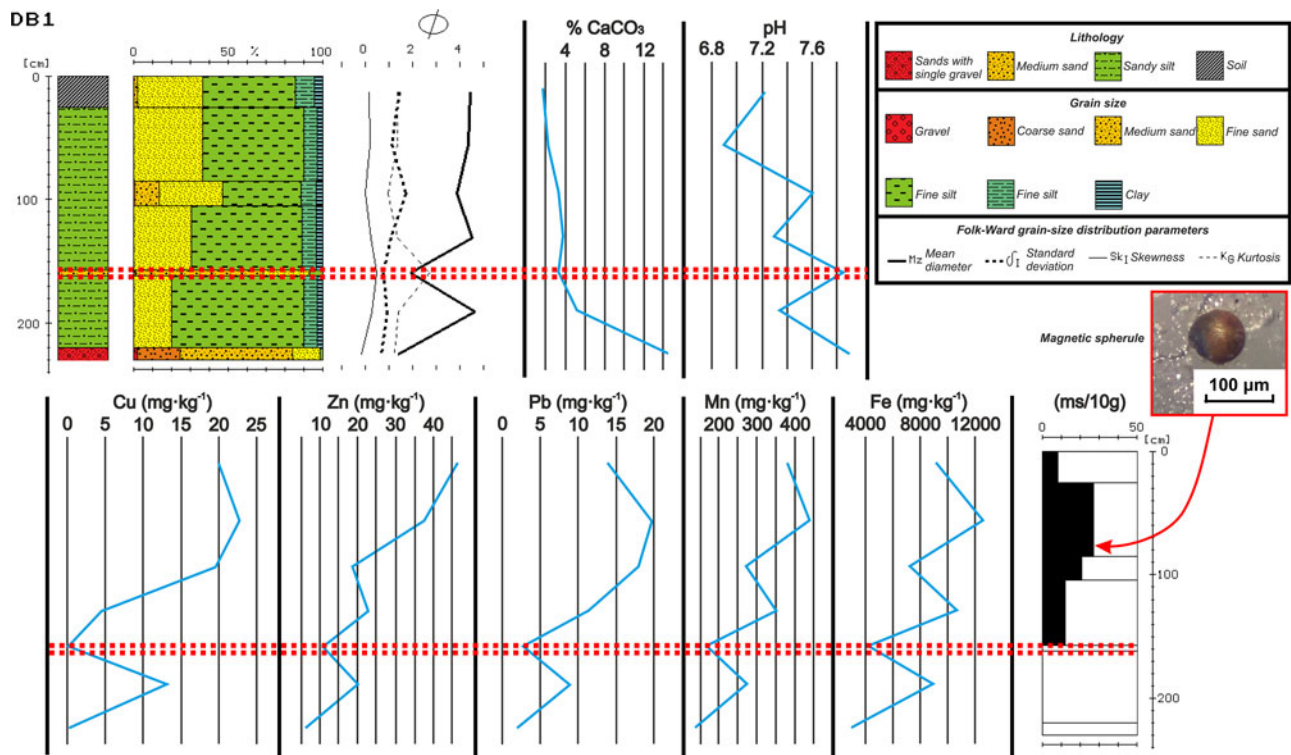 DB1
[cm]
0
50
%
100
0
100
200
0
2
4
% CaCO₃
4
8
12
pH
6.8
7.2
7.6
Lithology
Sands with single gravel
Medium sand
Sandy silt
Soil
Grain size
Gravel
Coarse sand
Medium sand
Fine sand
Fine silt
Fine silt
Clay
Folk-Ward grain-size distribution parameters
Mz Mean diameter
δI Standard deviation
SkI Skewness
KG Kurtosis
Magnetic spherule
100 µm
Cu (mg·kg⁻¹)
0 5 10 15 20 25
Zn (mg·kg⁻¹)
10 20 30 40
Pb (mg·kg⁻¹)
0 5 10 15 20
Mn (mg·kg⁻¹)
200 300 400
Fe (mg·kg⁻¹)
4000 8000 12000
(ms/10g)
0
50
[cm]
0
100
200